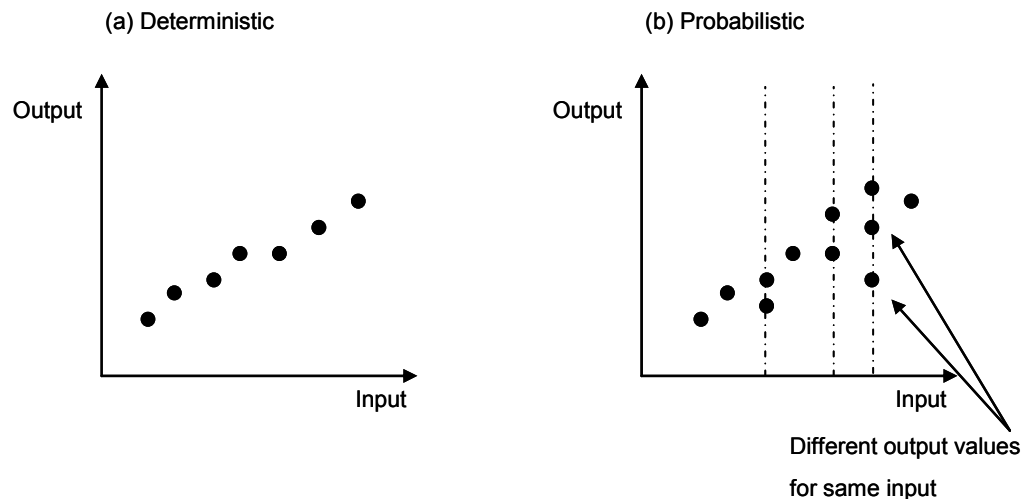 (a) Deterministic
(b) Probabilistic
Output
Output
Input
Input
Different output values
for same input